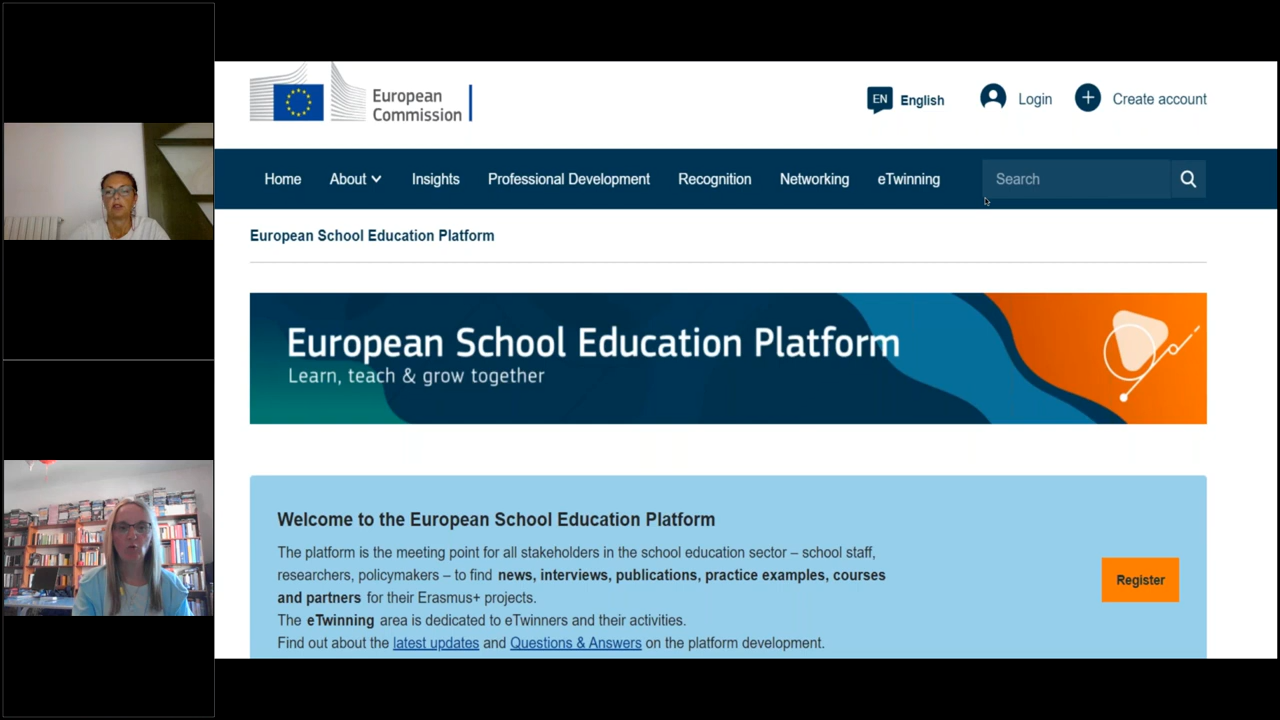 European
Commission
EN English
Login
Create account
Home
About
Insights
Professional Development
Recognition
Networking
eTwinning
Search
European School Education Platform
European School Education Platform
Learn, teach & grow together
Welcome to the European School Education Platform
The platform is the meeting point for all stakeholders in the school education sector – school staff,
researchers, policymakers – to find news, interviews, publications, practice examples, courses
and partners for their Erasmus+ projects.
The eTwinning area is dedicated to eTwinners and their activities.
Find out about the latest updates and Questions & Answers on the platform development.
Register